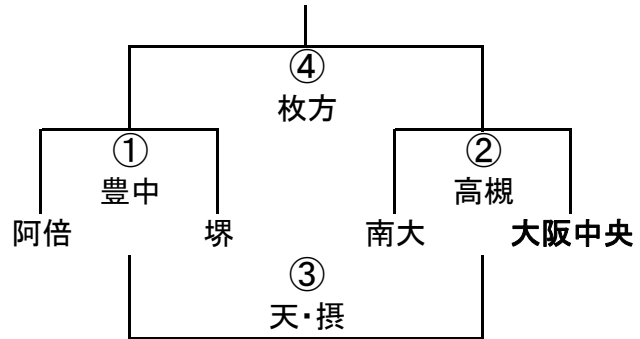 ④
枚方
① ②
豊中 高槻
阿倍 堺 南大 大阪中央
③
天・摂